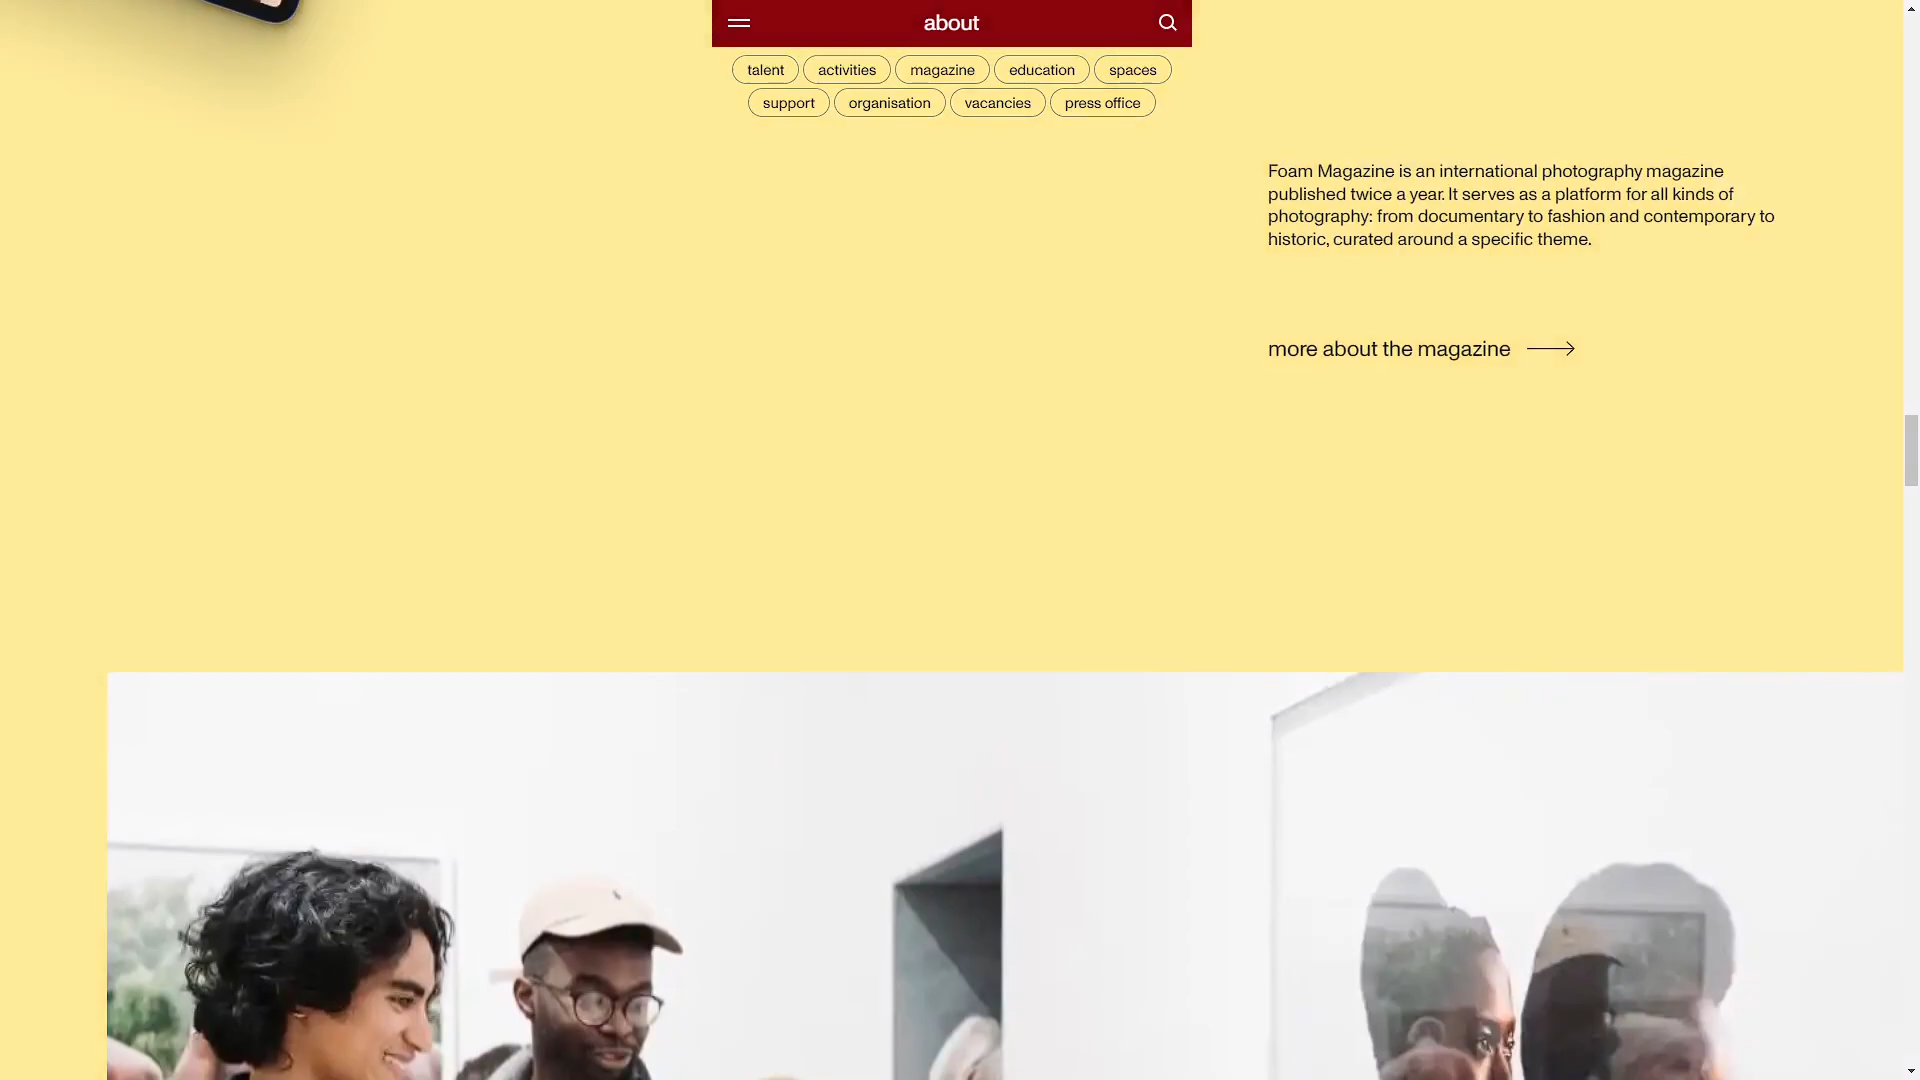 about
talent activities magazine education spaces
support organisation vacancies press office
Foam Magazine is an international photography magazine
published twice a year. It serves as a platform for all kinds of
photography: from documentary to fashion and contemporary to
historic, curated around a specific theme.
more about the magazine